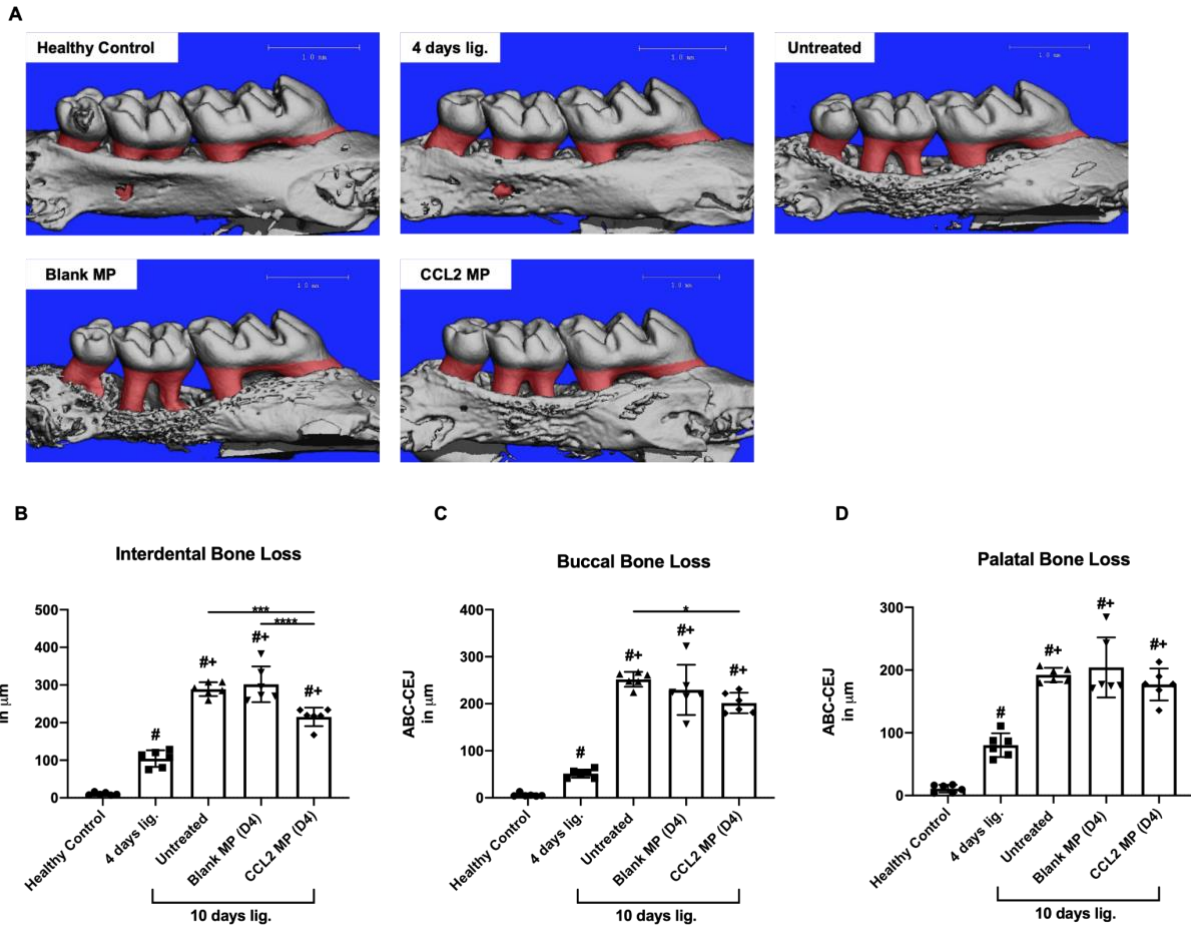 A
Healthy Control
1.0 mm
4 days lig.
1.0 mm
Untreated
1.0 mm
Blank MP
1.0 mm
CCL2 MP
1.0 mm
B
Interdental Bone Loss
in μm
500
400
300
200
100
0
***
****
#
#+
#+
#+
Healthy Control
4 days lig.
Untreated
Blank MP (D4)
CCL2 MP (D4)
10 days lig.
C
Buccal Bone Loss
ABC-CEJ
in μm
400
300
200
100
0
*
#
#+
#+
#+
Healthy Control
4 days lig.
Untreated
Blank MP (D4)
CCL2 MP (D4)
10 days lig.
D
Palatal Bone Loss
ABC-CEJ
in μm
300
200
100
0
#
#+
#+
#+
Healthy Control
4 days lig.
Untreated
Blank MP (D4)
CCL2 MP (D4)
10 days lig.